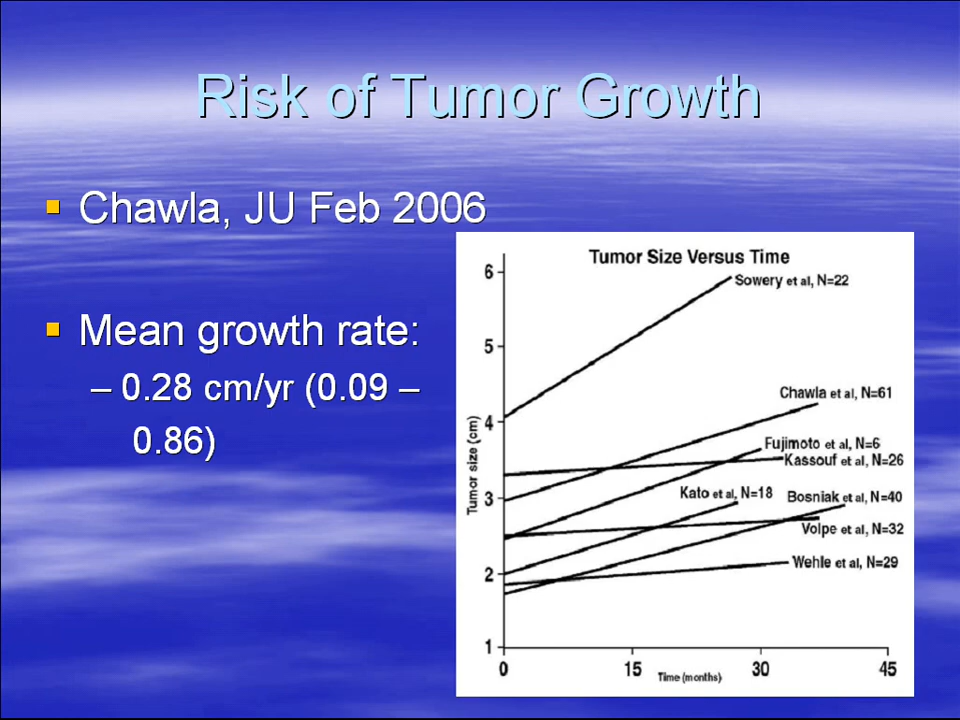 Risk of Tumor Growth
▪ Chawla, JU Feb 2006
▪ Mean growth rate:
– 0.28 cm/yr (0.09 –
0.86)
Tumor Size Versus Time
Tumor size (cm)
6
5
4
3
2
1
Sowery et al, N=22
Chawla et al, N=61
Fujimoto et al, N=6
Kassouf et al, N=26
Kato et al, N=18
Bosniak et al, N=40
Volpe et al, N=32
Wehle et al, N=29
0
15
30
45
Time (months)